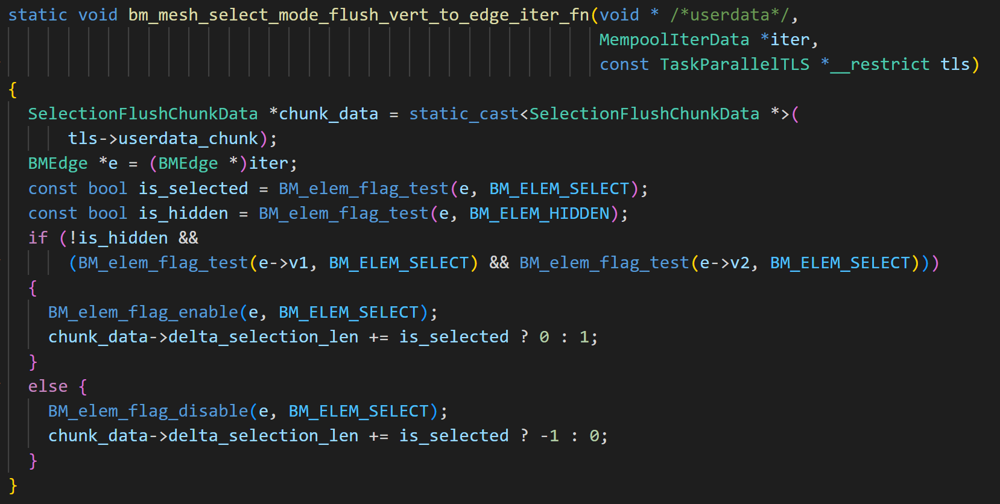 static void bm_mesh_select_mode_flush_vert_to_edge_iter_fn(void * /*userdata*/,
                                                           MempoolIterData *iter,
                                                           const TaskParallelTLS *__restrict tls)
{
  SelectionFlushChunkData *chunk_data = static_cast<SelectionFlushChunkData *>(
      tls->userdata_chunk);
  BMEdge *e = (BMEdge *)iter;
  const bool is_selected = BM_elem_flag_test(e, BM_ELEM_SELECT);
  const bool is_hidden = BM_elem_flag_test(e, BM_ELEM_HIDDEN);
  if (!is_hidden &&
      (BM_elem_flag_test(e->v1, BM_ELEM_SELECT) && BM_elem_flag_test(e->v2, BM_ELEM_SELECT)))
  {
    BM_elem_flag_enable(e, BM_ELEM_SELECT);
    chunk_data->delta_selection_len += is_selected ? 0 : 1;
  }
  else {
    BM_elem_flag_disable(e, BM_ELEM_SELECT);
    chunk_data->delta_selection_len += is_selected ? -1 : 0;
  }
}